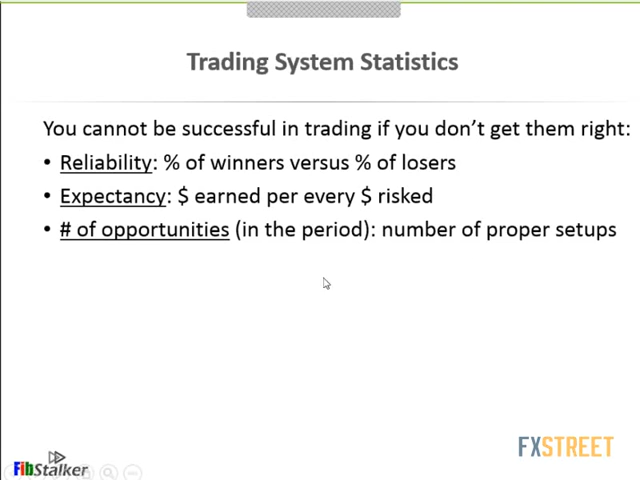 Trading System Statistics
You cannot be successful in trading if you don't get them right:
• Reliability: % of winners versus % of losers
• Expectancy: $ earned per every $ risked
• # of opportunities (in the period): number of proper setups
FXSTREET
FibStalker